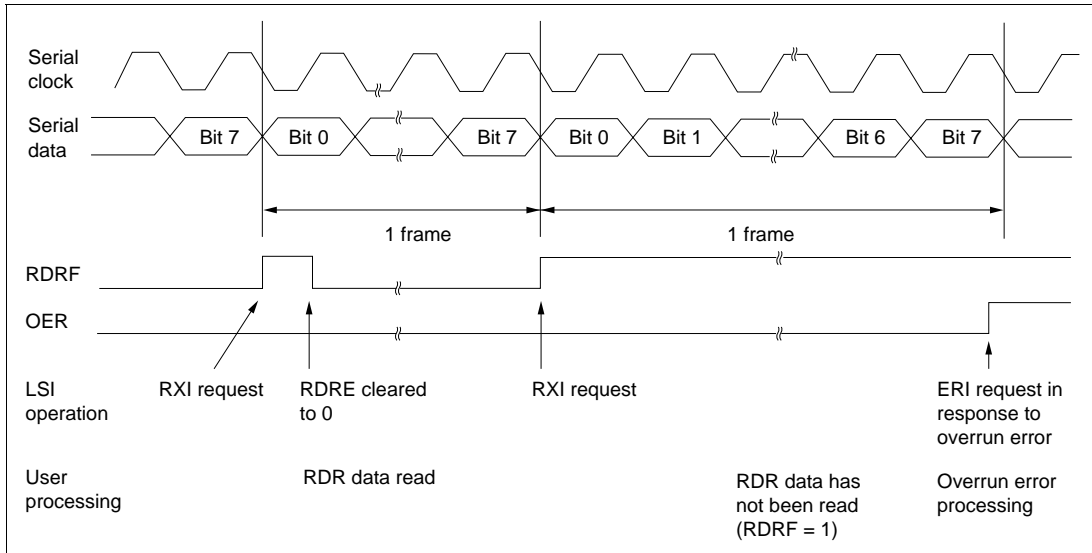 Serial
clock
Serial
data
Bit 7
Bit 0
Bit 7
Bit 0
Bit 1
Bit 6
Bit 7
1 frame
1 frame
RDRF
OER
LSI
operation
RXI request
RDRE cleared
to 0
RXI request
ERI request in
response to
overrun error
User
processing
RDR data read
RDR data has
not been read
(RDRF = 1)
Overrun error
processing